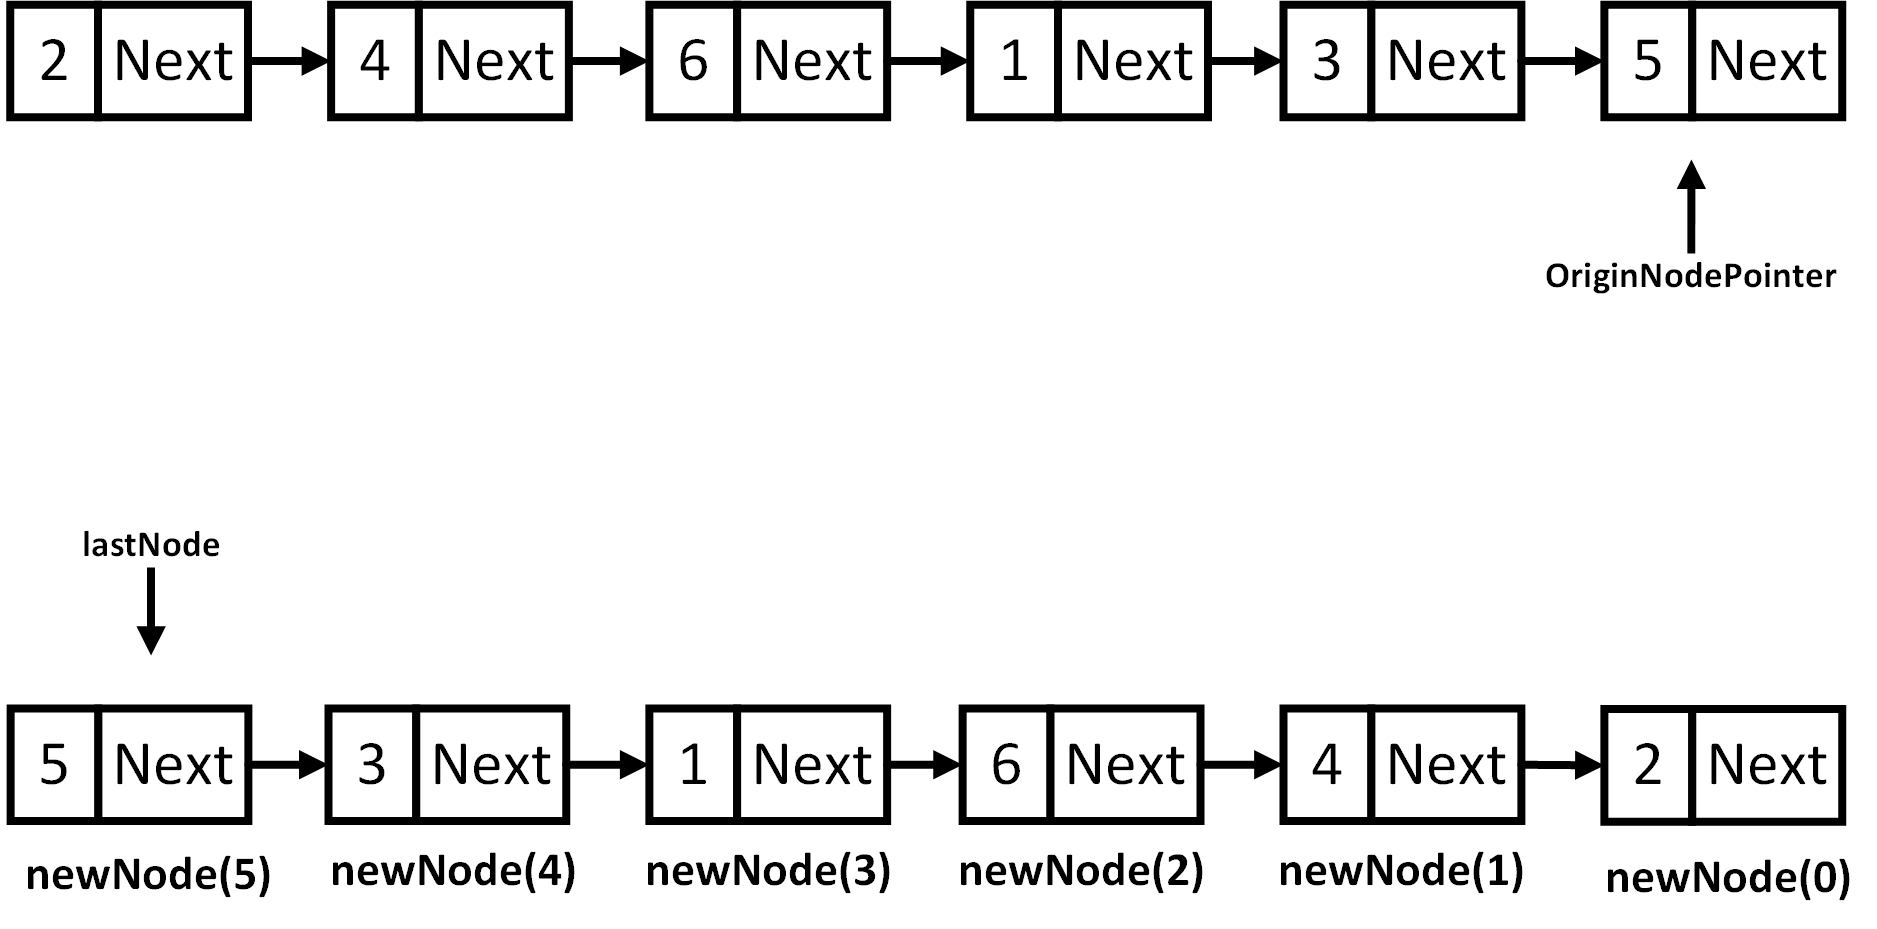 2 Next 4 Next 6 Next 1 Next 3 Next 5 Next
OriginNodePointer
lastNode
5 Next 3 Next 1 Next 6 Next 4 Next 2 Next
newNode(5) newNode(4) newNode(3) newNode(2) newNode(1) newNode(0)